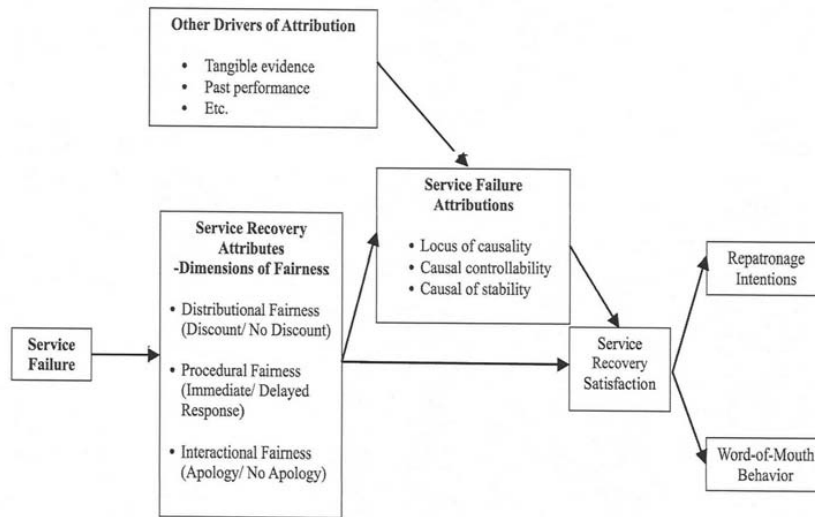 Other Drivers of Attribution
• Tangible evidence
• Past performance
• Etc.
Service Failure
Attributions
• Locus of causality
• Causal controllability
• Causal of stability
Service Recovery
Attributes
-Dimensions of Fairness
• Distributional Fairness
(Discount/ No Discount)
• Procedural Fairness
(Immediate/ Delayed
Response)
• Interactional Fairness
(Apology/ No Apology)
Service
Failure
Service
Recovery
Satisfaction
Repatronage
Intentions
Word-of-Mouth
Behavior